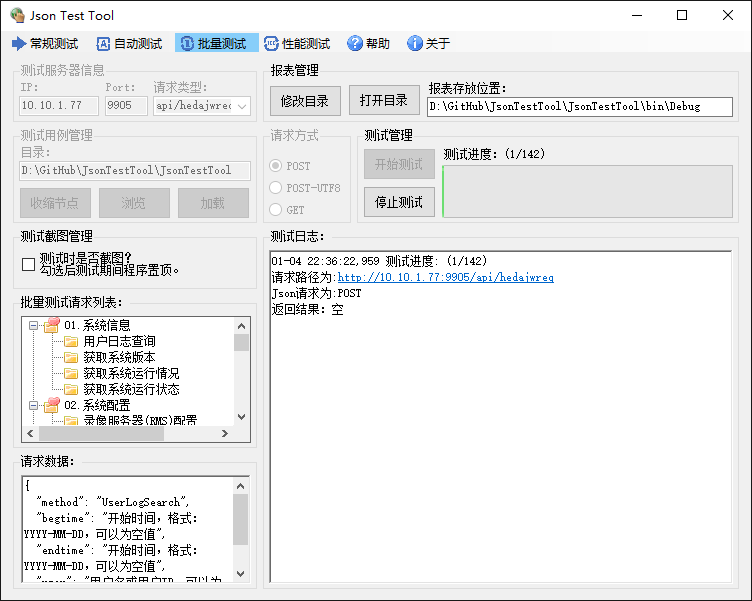 Json Test Tool
常规测试 自动测试 批量测试 性能测试 帮助 关于
测试服务器信息
IP: Port: 请求类型:
10.10.1.77 9905 api/hedajwreq
测试用例管理
目录:
D:\GitHub\JsonTestTool\JsonTestTool
收缩节点 浏览 加载
测试截图管理
测试时是否截图?
勾选后测试期间程序置顶。
批量测试请求列表:
01.系统信息
用户日志查询
获取系统版本
获取系统运行情况
获取系统运行状态
02.系统配置
录像服务器(RMS)配置
请求数据:
{
"method": "UserLogSearch",
"begtime": "开始时间,格式:
YYYY-MM-DD,可以为空值",
"endtime": "开始时间,格式:
YYYY-MM-DD,可以为空值",
报表管理
修改目录 打开目录
报表存放位置:
D:\GitHub\JsonTestTool\JsonTestTool\bin\Debug
请求方式
POST
POST-UTF8
GET
测试管理
开始测试
停止测试
测试进度: (1/142)
测试日志:
01-04 22:36:22,959 测试进度: (1/142)
请求路径为:http://10.10.1.77:9905/api/hedajwreq
Json请求为:POST
返回结果: 空